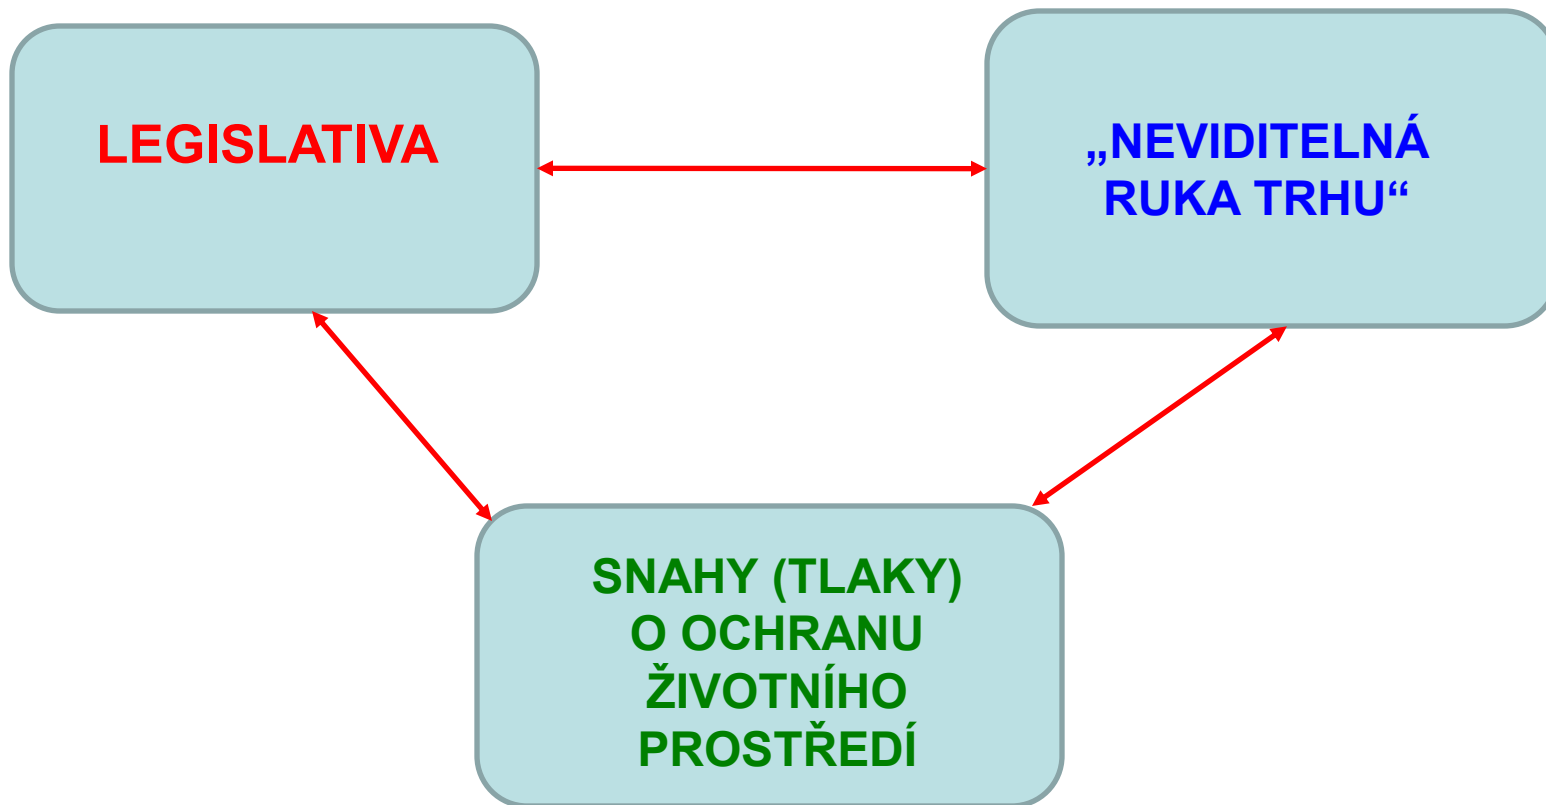 LEGISLATIVA
„NEVIDITELNÁ
RUKA TRHU“
SNAHY (TLAKY)
O OCHRANU
ŽIVOTNÍHO
PROSTŘEDÍ